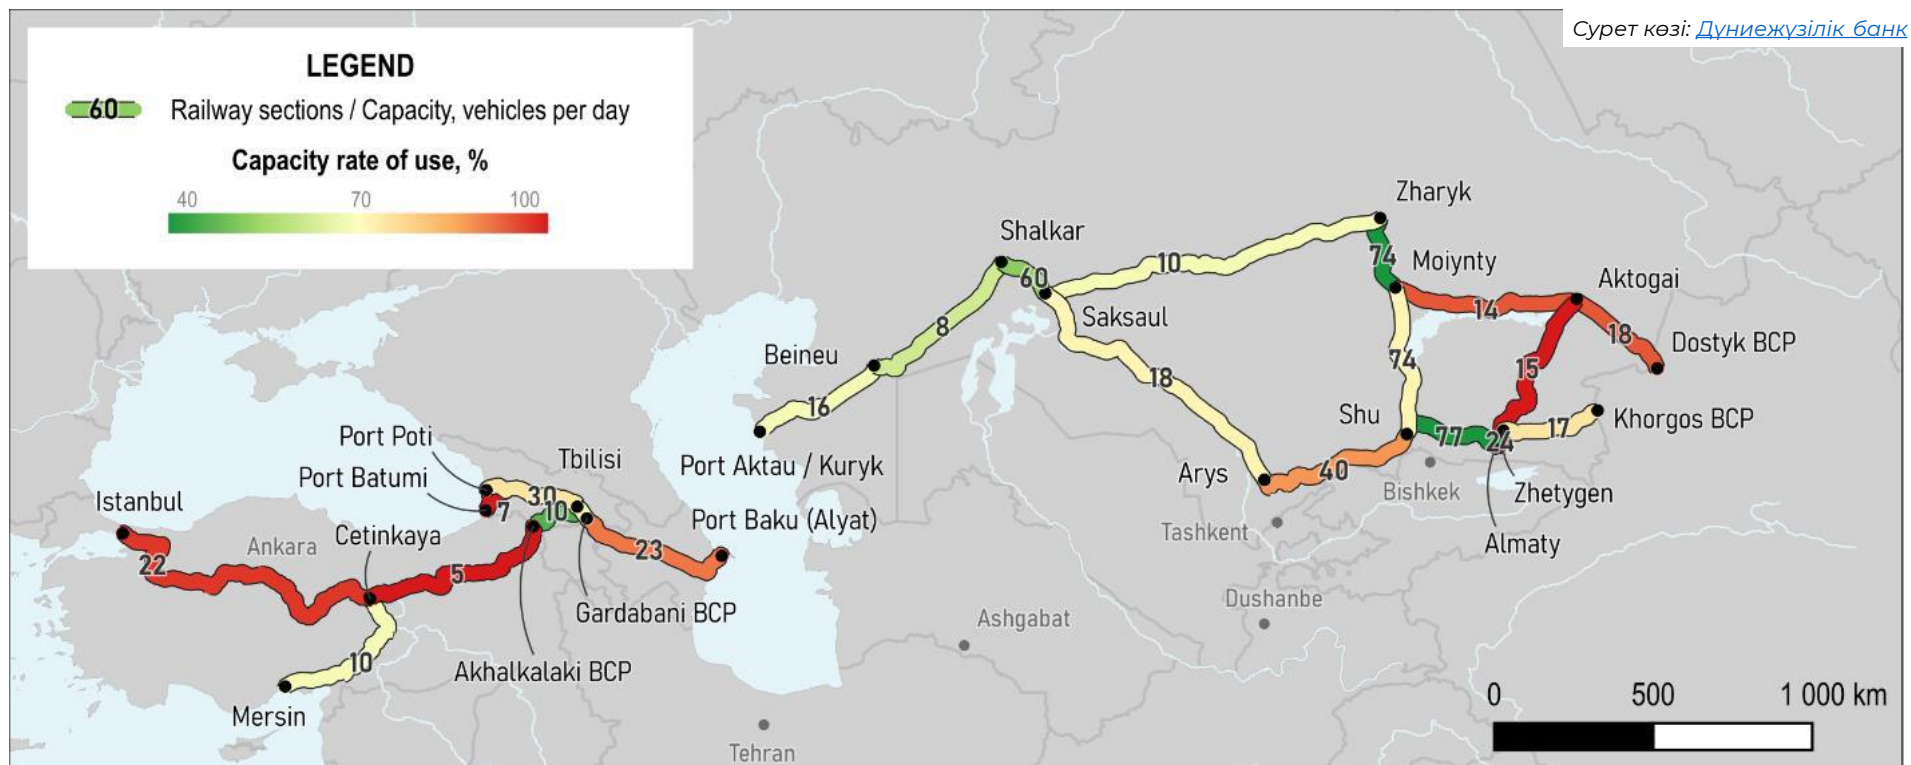 Сурет көзі: Дүниежүзілік банк
LEGEND
60 Railway sections / Capacity, vehicles per day
Capacity rate of use, %
40 70 100
Zharyk
Shalkar
74
Moiynty
10
60
Aktogai
Saksaul
14
18
Dostyk BCP
8
Beineu
74
15
18
16
Shu
Khorgos BCP
17
77
24
Port Poti
Tbilisi
Port Aktau / Kuryk
Arys
40
Port Batumi
Bishkek
Zhetygen
Istanbul
30
7
10
Port Baku (Alyat)
Tashkent
Cetinkaya
Ankara
Almaty
23
22
5
Dushanbe
Gardabani BCP
Ashgabat
10
Akhalkalaki BCP
Mersin
0 500 1 000 km
Tehran